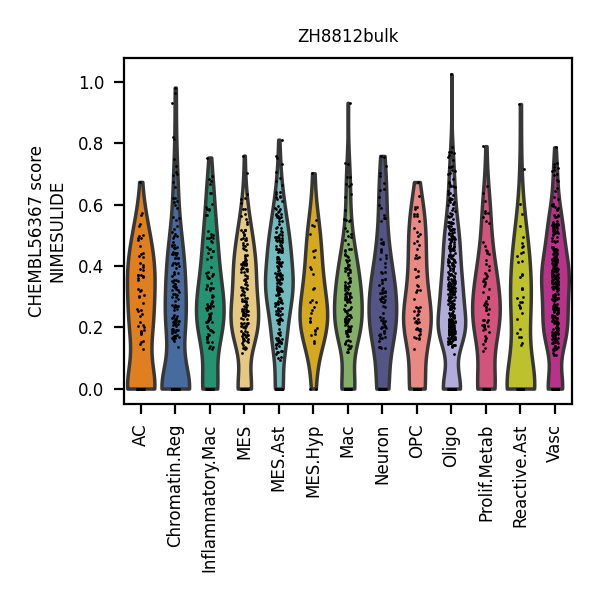 ZH8812bulk
CHEMBL56367 score
NIMESULIDE
1.0
0.8
0.6
0.4
0.2
0.0
AC
Chromatin.Reg
Inflammatory.Mac
MES
MES.Ast
MES.Hyp
Mac
Neuron
OPC
Oligo
Prolif.Metab
Reactive.Ast
Vasc